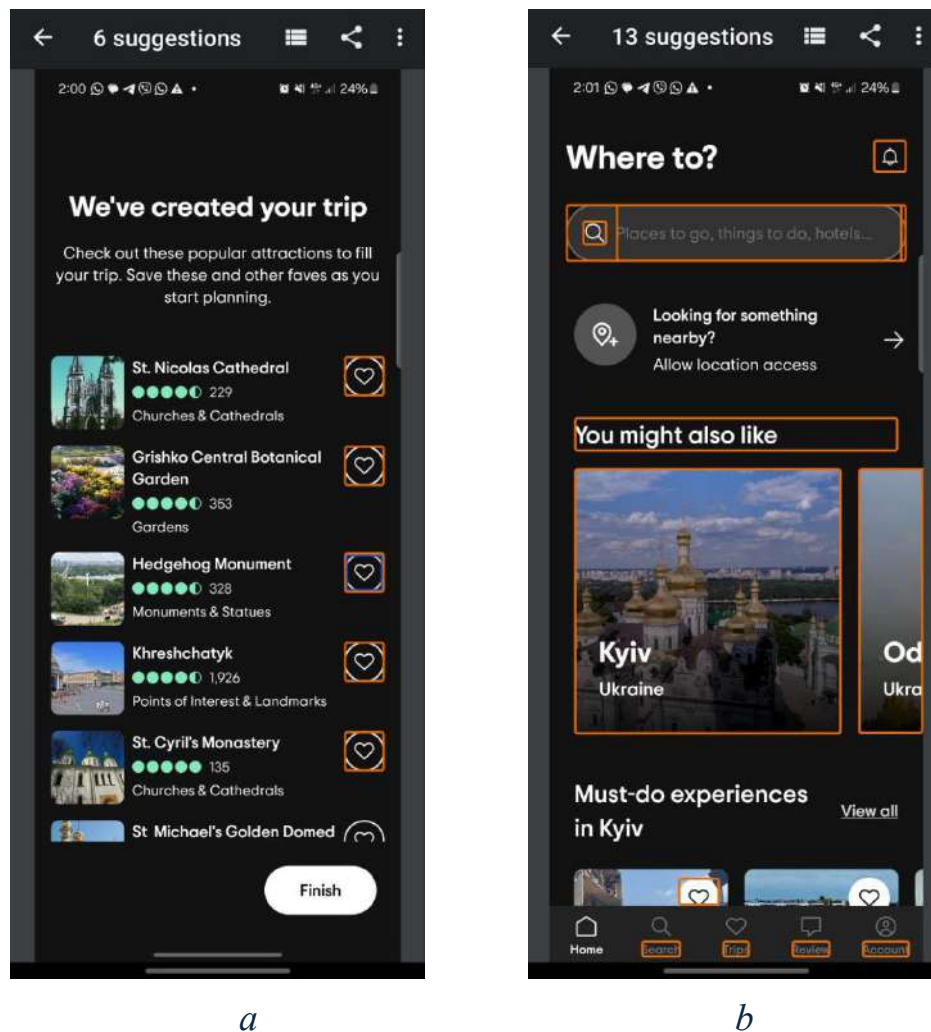 6 suggestions
2:00
24%
We've created your trip
Check out these popular attractions to fill
your trip. Save these and other faves as you
start planning.
St. Nicolas Cathedral
229
Churches & Cathedrals
Grishko Central Botanical
Garden
353
Gardens
Hedgehog Monument
328
Monuments & Statues
Khreshchatyk
1,926
Points of Interest & Landmarks
St. Cyril's Monastery
135
Churches & Cathedrals
St Michael's Golden Domed
Finish
a
13 suggestions
2:01
24%
Where to?
Places to go, things to do, hotels...
Looking for something
nearby?
Allow location access
You might also like
Kyiv
Ukraine
Od
Ukra
Must-do experiences
in Kyiv
View all
Home
Search
Trips
Review
Account
b